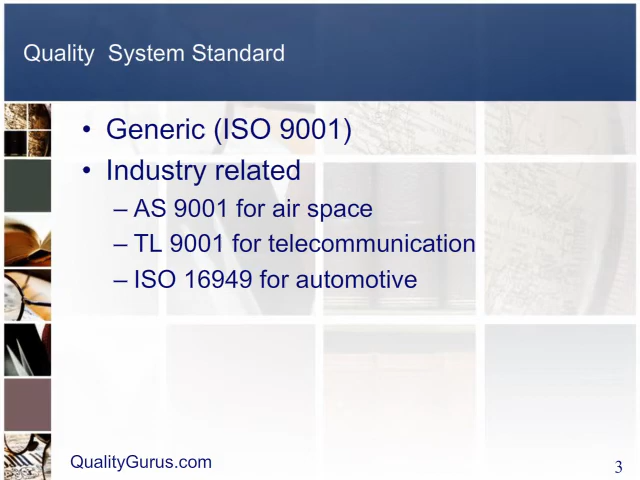 Quality  System Standard
• Generic (ISO 9001)
• Industry related
– AS 9001 for air space
– TL 9001 for telecommunication
– ISO 16949 for automotive
QualityGurus.com
3